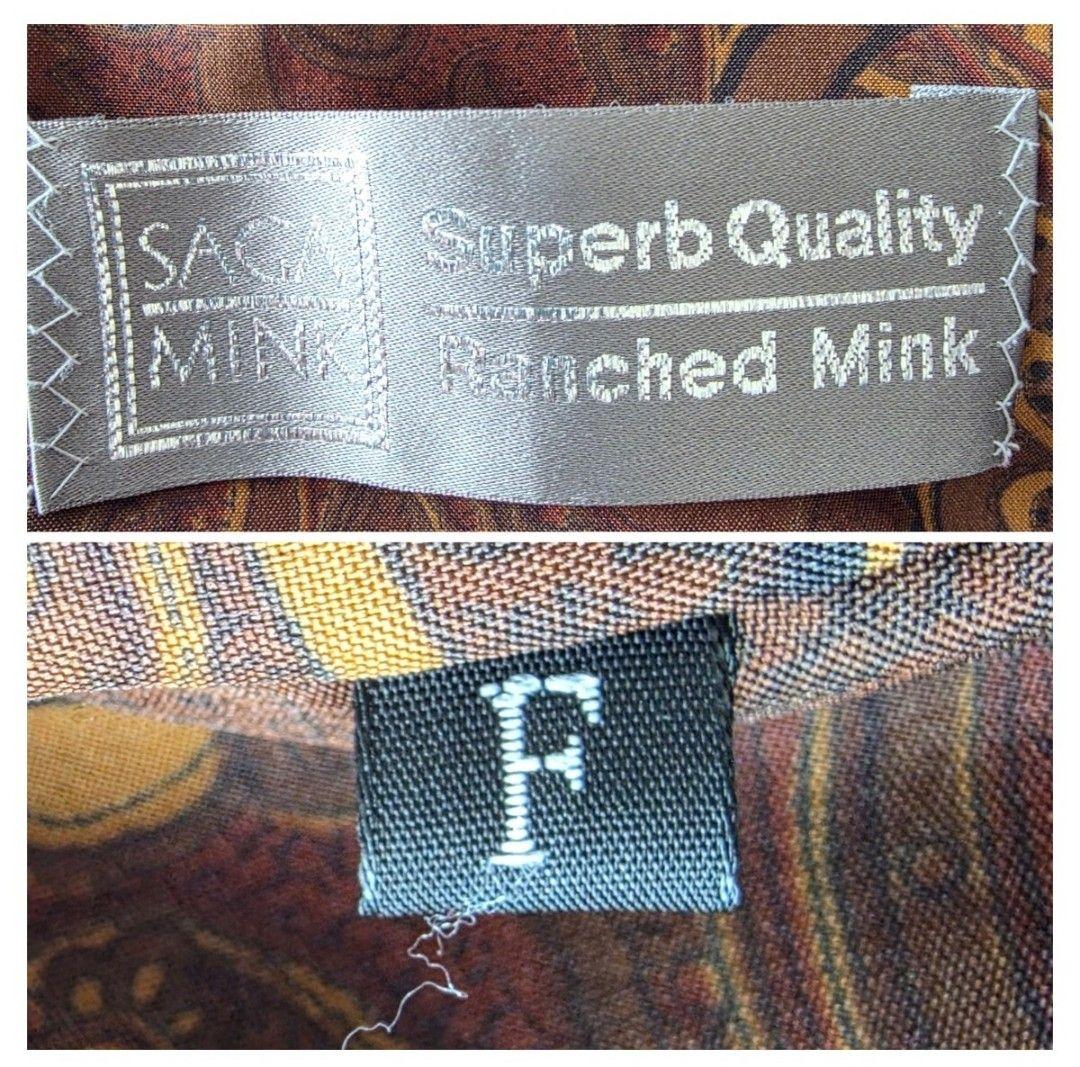 SAGA
MINK
Superb Quality
Ranched Mink
F